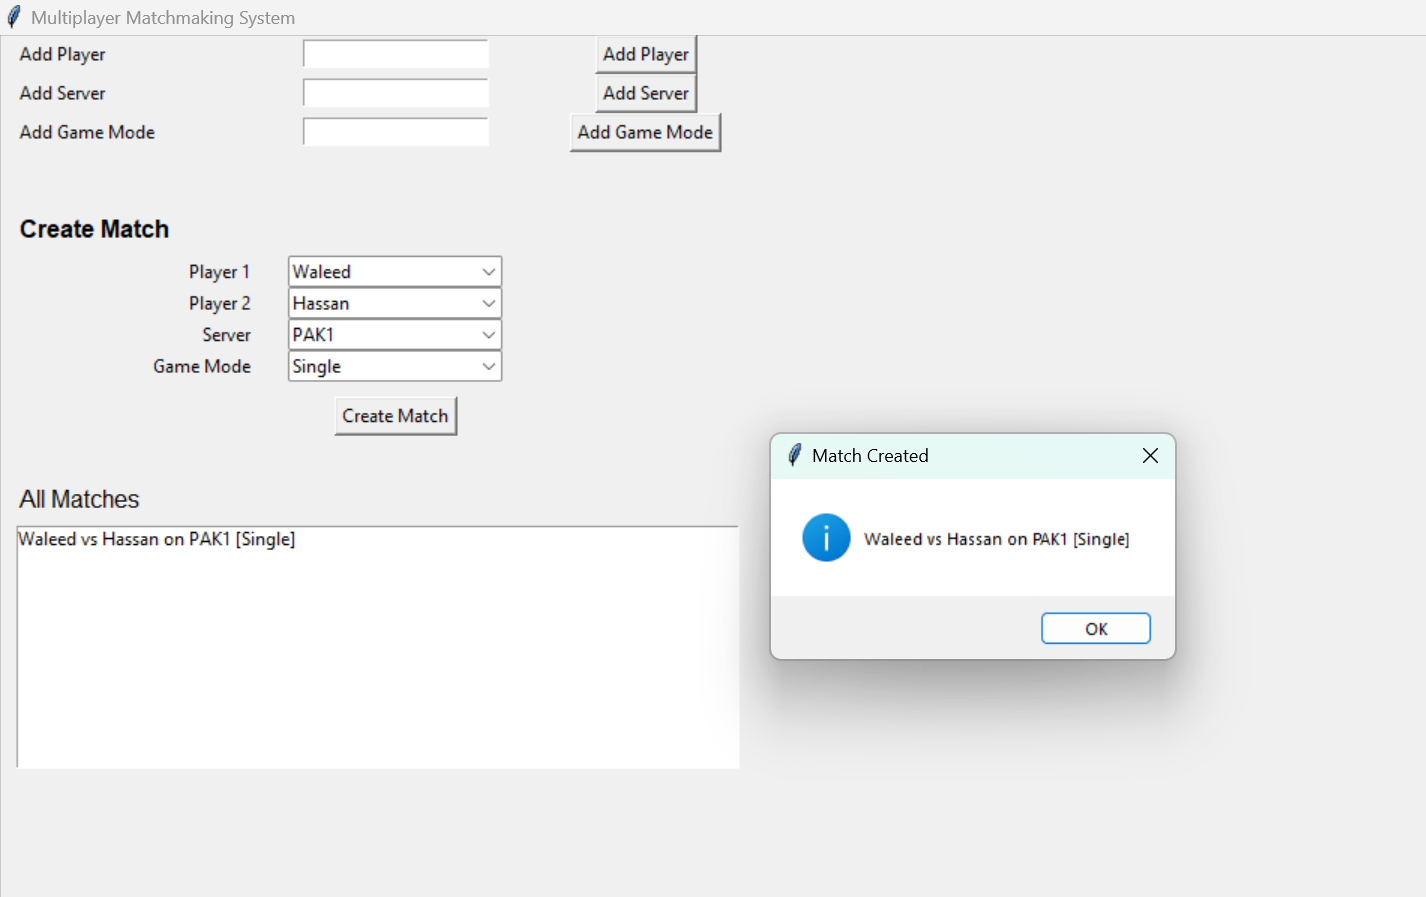 Multiplayer Matchmaking System
Add Player Add Player
Add Server Add Server
Add Game Mode Add Game Mode
Create Match
Player 1 Waleed
Player 2 Hassan
Server PAK1
Game Mode Single
Create Match
All Matches
Waleed vs Hassan on PAK1 [Single]
Match Created
Waleed vs Hassan on PAK1 [Single]
OK